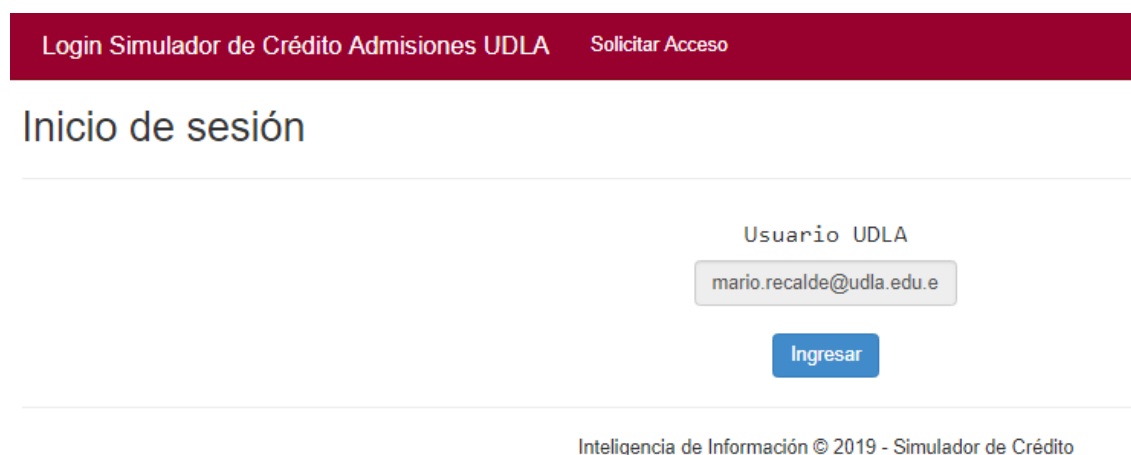 Login Simulador de Crédito Admisiones UDLA Solicitar Acceso
Inicio de sesión
Usuario UDLA
mario.recalde@udla.edu.e
Ingresar
Inteligencia de Información © 2019 - Simulador de Crédito